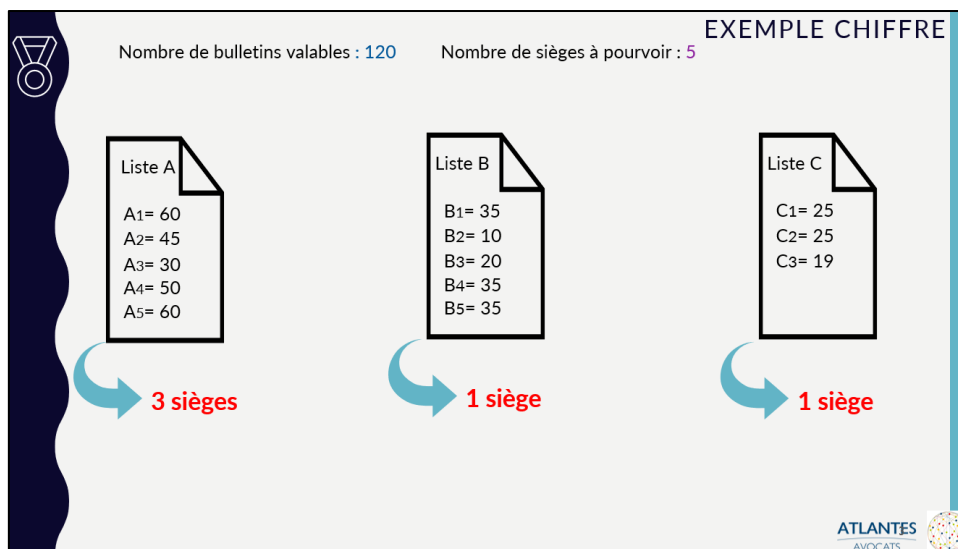 EXEMPLE CHIFFRE
Nombre de bulletins valables : 120
Nombre de sièges à pourvoir : 5
Liste A
A1= 60
A2= 45
A3= 30
A4= 50
A5= 60
3 sièges
Liste B
B1= 35
B2= 10
B3= 20
B4= 35
B5= 35
1 siège
Liste C
C1= 25
C2= 25
C3= 19
1 siège
ATLANTES
AVOCATS